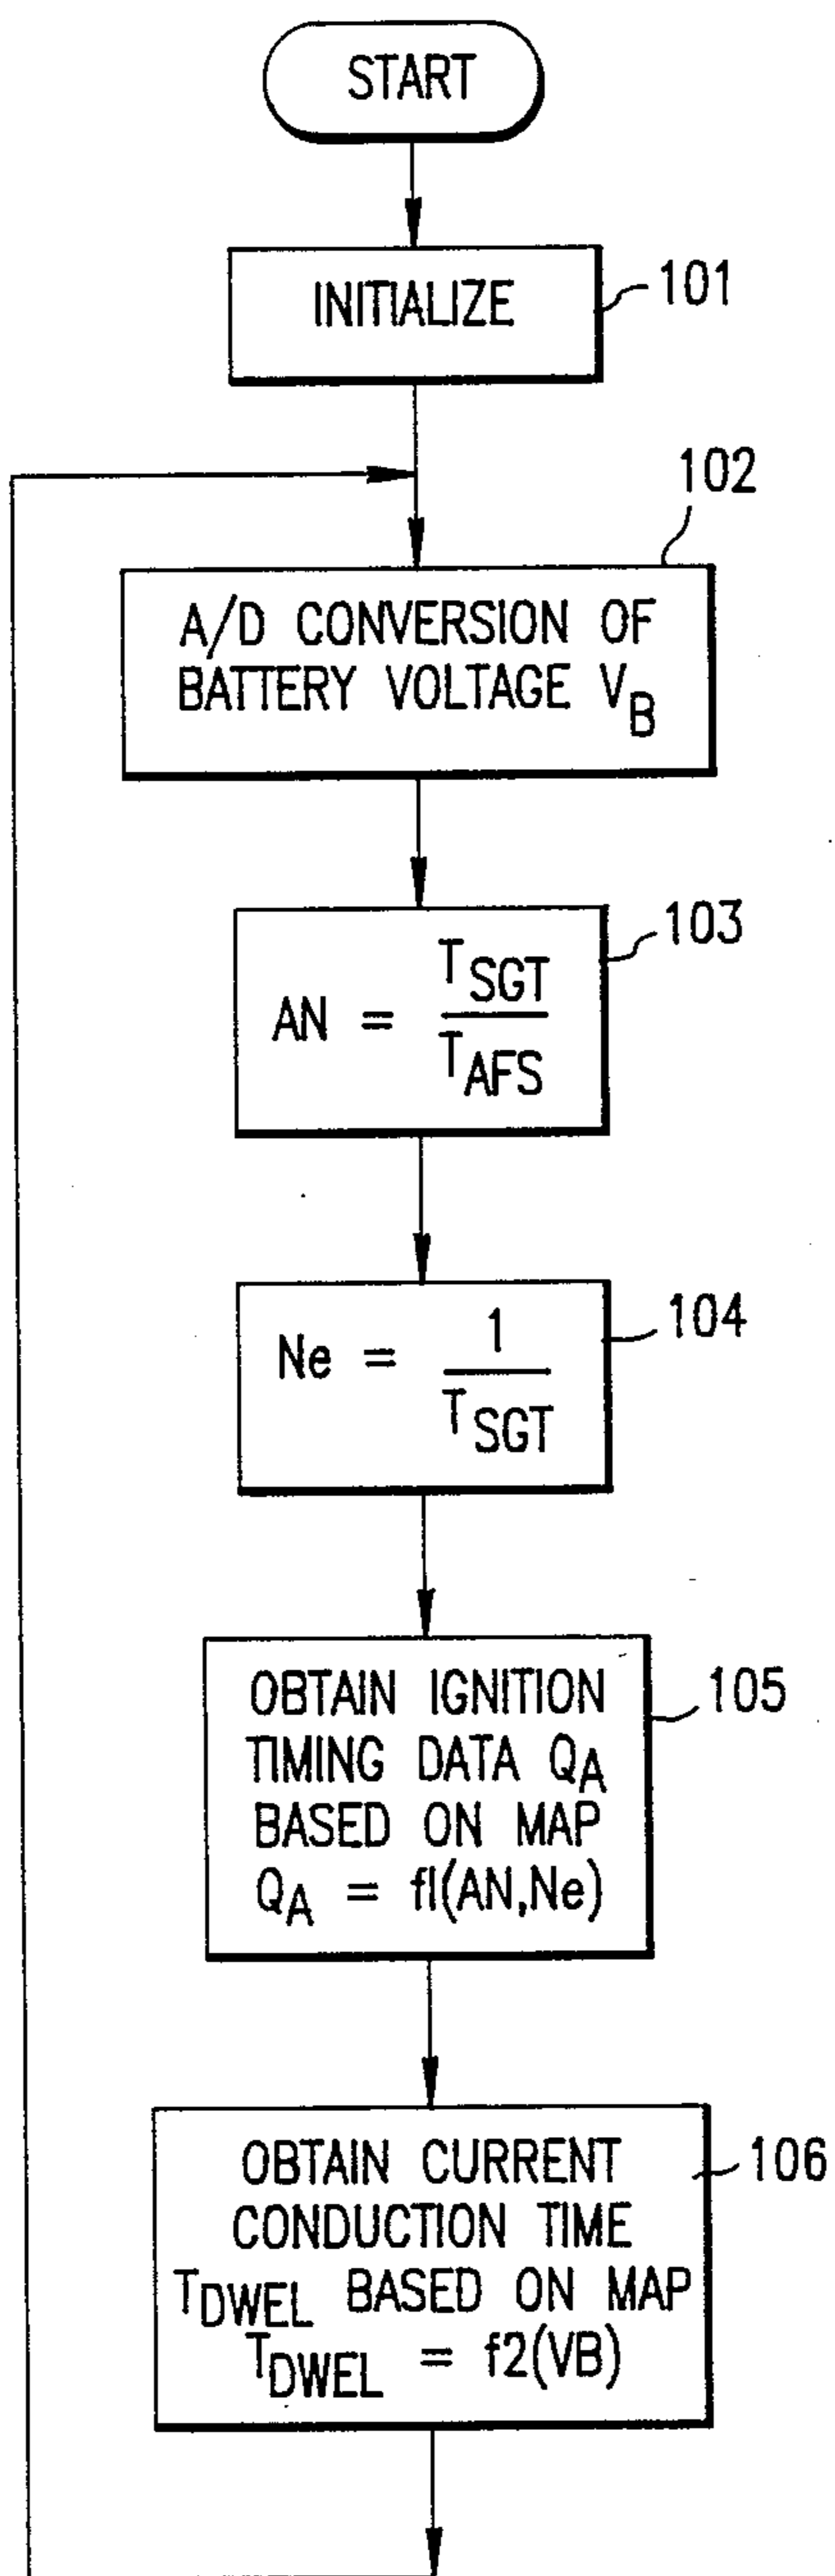 START
INITIALIZE
101
102
A/D CONVERSION OF
BATTERY VOLTAGE VB
103
AN = TSGT
TAFS
104
Ne = 1
TSGT
105
OBTAIN IGNITION
TIMING DATA QA
BASED ON MAP
QA = f1(AN,Ne)
106
OBTAIN CURRENT
CONDUCTION TIME
TDWEL BASED ON MAP
TDWEL = f2(VB)